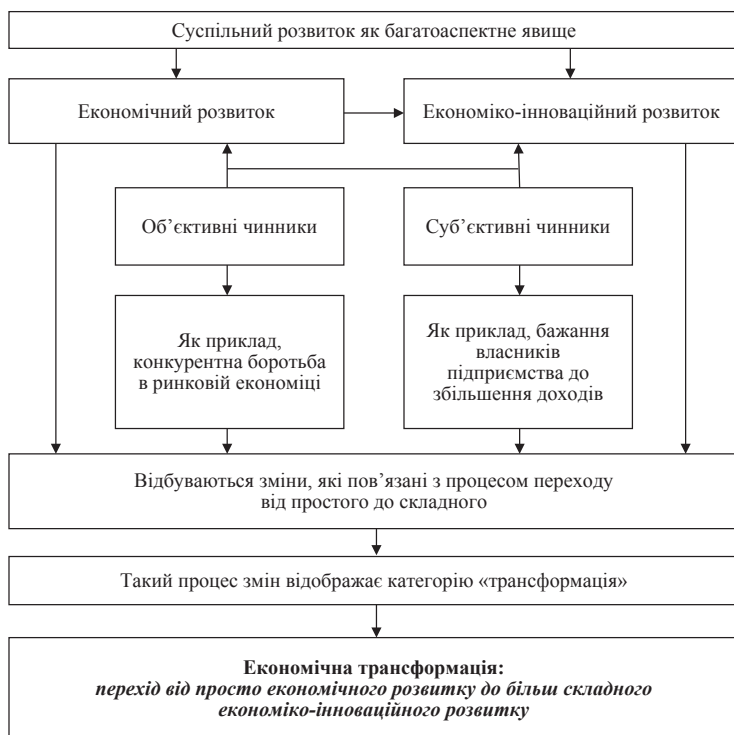 Суспільний розвиток як багатоаспектне явище
Економічний розвиток
Економіко-інноваційний розвиток
Об’єктивні чинники
Суб’єктивні чинники
Як приклад,
конкурентна боротьба
в ринковій економіці
Як приклад, бажання
власників
підприємства до
збільшення доходів
Відбуваються зміни, які пов’язані з процесом переходу
від простого до складного
Такий процес змін відображає категорію «трансформація»
Економічна трансформація:
перехід від просто економічного розвитку до більш складного
економіко-інноваційного розвитку